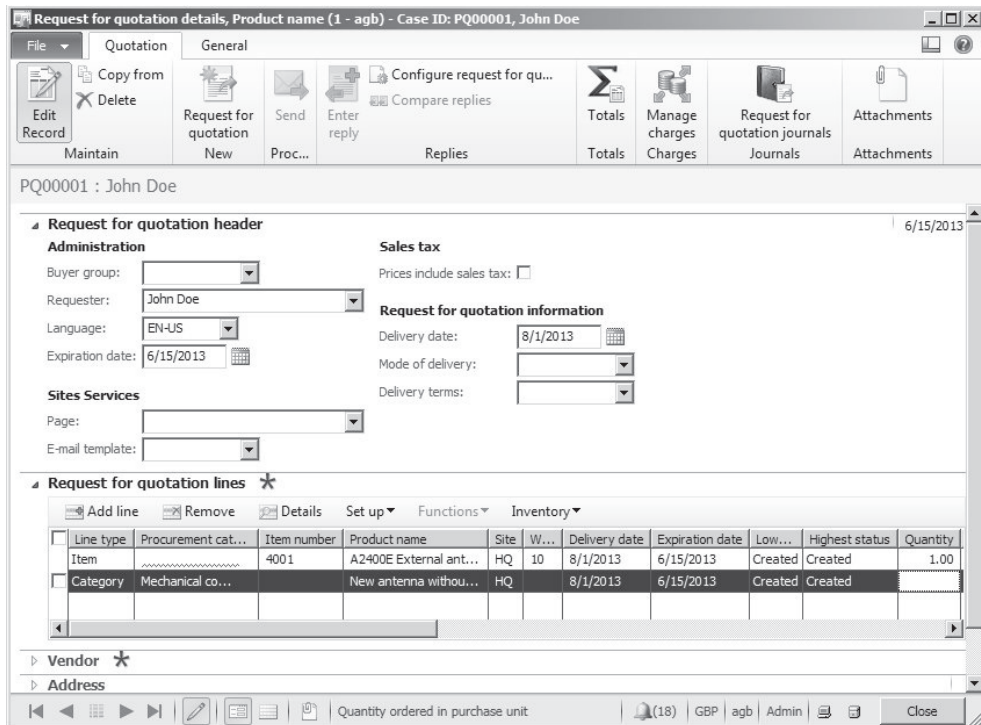 Request for quotation details, Product name (1 - agb) - Case ID: PQ00001, John Doe
File Quotation General
Edit Record
Copy from
Delete
Maintain
Request for quotation
New
Send
Proc...
Enter reply
Configure request for qu...
Compare replies
Replies
Totals
Totals
Manage charges
Charges
Request for quotation journals
Journals
Attachments
Attachments
PQ00001 : John Doe
Request for quotation header 6/15/2013
Administration
Buyer group:
Requester: John Doe
Language: EN-US
Expiration date: 6/15/2013
Sites Services
Page:
E-mail template:
Sales tax
Prices include sales tax:
Request for quotation information
Delivery date: 8/1/2013
Mode of delivery:
Delivery terms:
Request for quotation lines
Add line Remove Details Set up Functions Inventory
Line type Procurement cat... Item number Product name Site W... Delivery date Expiration date Low... Highest status Quantity
Item 4001 A2400E External ant... HQ 10 8/1/2013 6/15/2013 Created Created 1.00
Category Mechanical co... New antenna withou... HQ 8/1/2013 6/15/2013 Created Created
Vendor
Address
Quantity ordered in purchase unit (18) GBP agb Admin Close